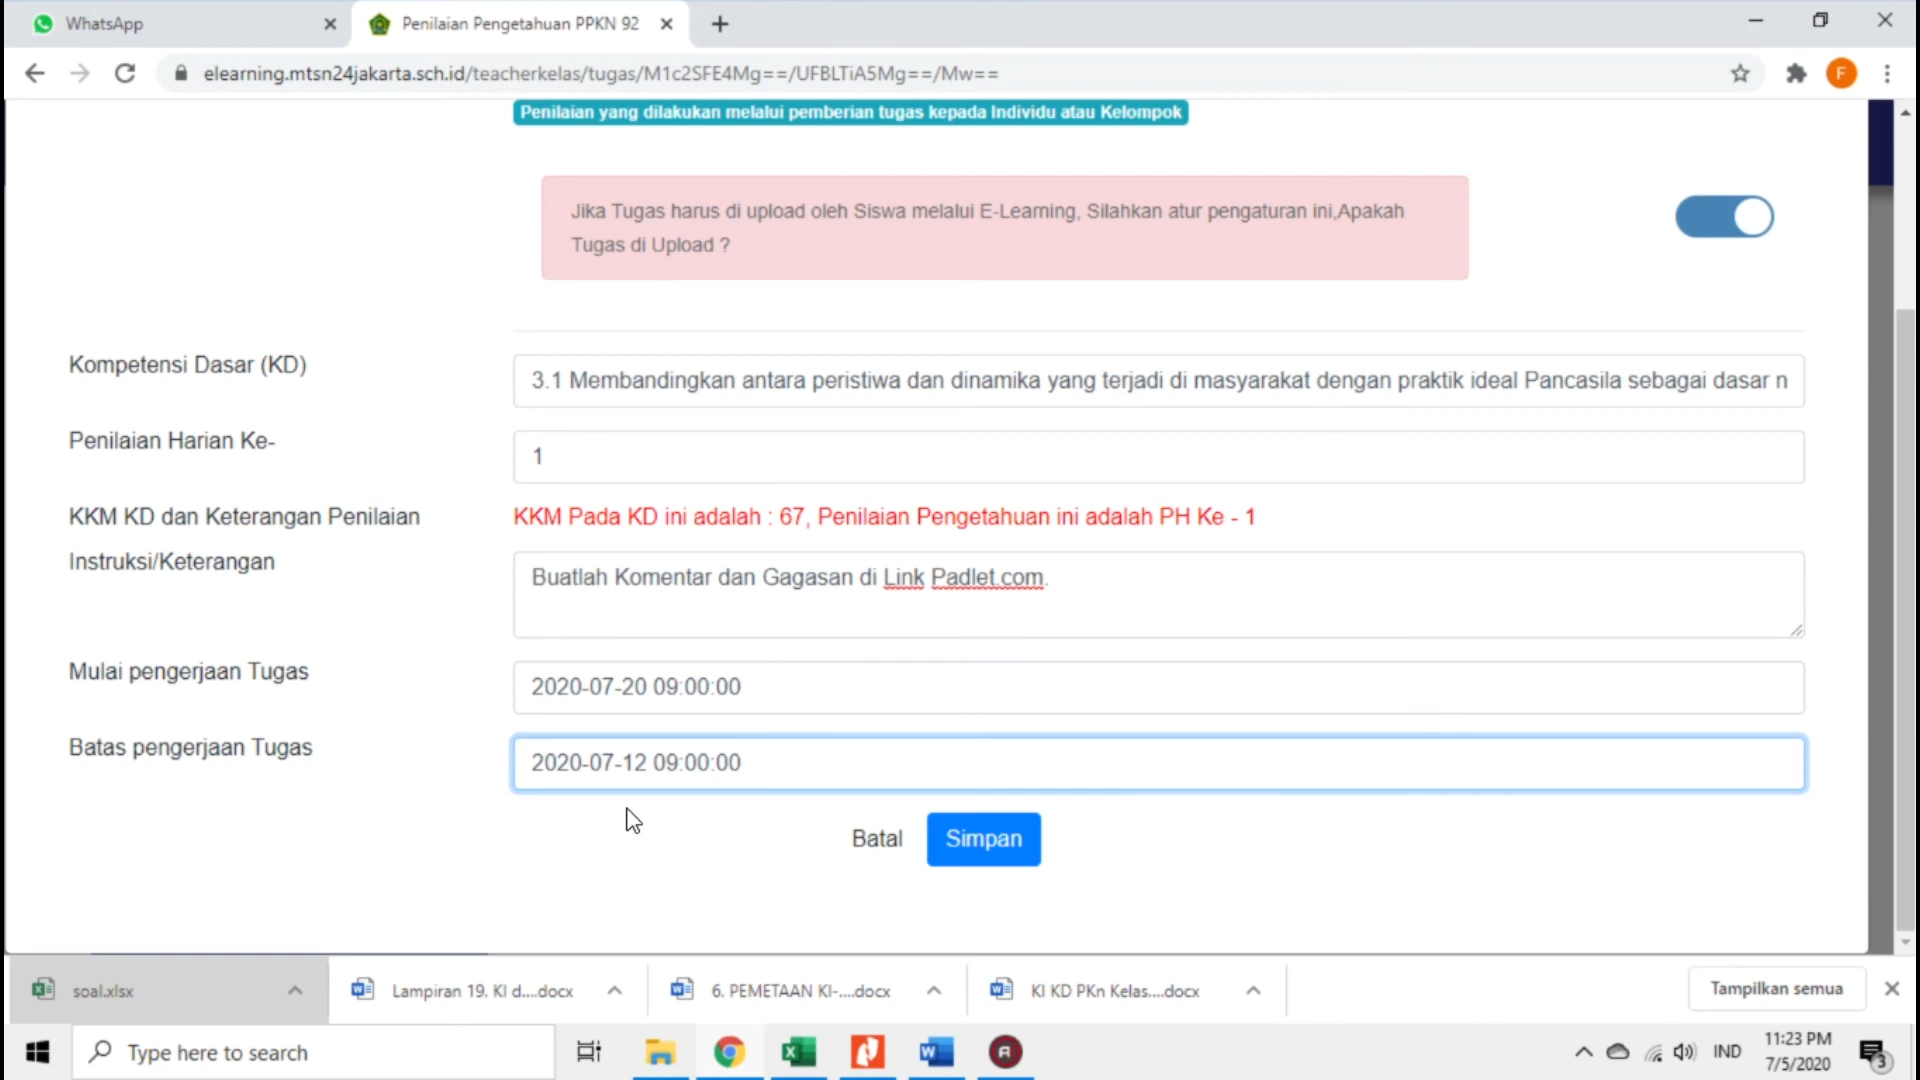 WhatsApp
Penilaian Pengetahuan PPKN 92
elearning.mtsn24jakarta.sch.id/teacherkelas/tugas/M1c2SFE4Mg==/UFBLTiA5Mg==/Mw==
F
Penilaian yang dilakukan melalui pemberian tugas kepada Individu atau Kelompok
Jika Tugas harus di upload oleh Siswa melalui E-Learning, Silahkan atur pengaturan ini,Apakah
Tugas di Upload ?
Kompetensi Dasar (KD)
3.1 Membandingkan antara peristiwa dan dinamika yang terjadi di masyarakat dengan praktik ideal Pancasila sebagai dasar n
Penilaian Harian Ke-
1
KKM KD dan Keterangan Penilaian
KKM Pada KD ini adalah : 67, Penilaian Pengetahuan ini adalah PH Ke - 1
Instruksi/Keterangan
Buatlah Komentar dan Gagasan di Link Padlet.com.
Mulai pengerjaan Tugas
2020-07-20 09:00:00
Batas pengerjaan Tugas
2020-07-12 09:00:00
Batal
Simpan
soal.xlsx
Lampiran 19. KI d....docx
6. PEMETAAN KI-....docx
KI KD PKn Kelas....docx
Tampilkan semua
Type here to search
IND
11:23 PM
7/5/2020
3